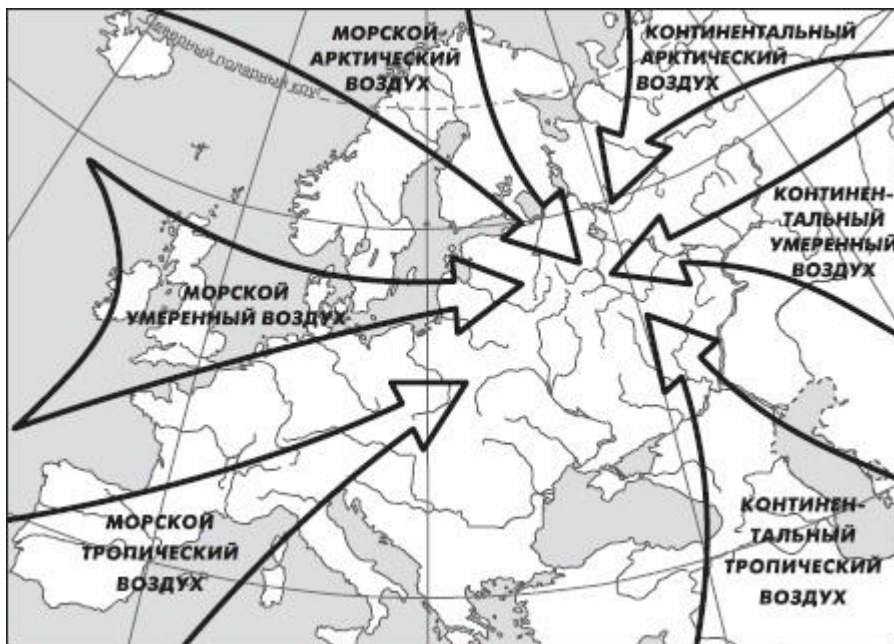 МОРСКОЙ
АРКТИЧЕСКИЙ
ВОЗДУХ
КОНТИНЕНТАЛЬНЫЙ
АРКТИЧЕСКИЙ
ВОЗДУХ
Северный полярный круг
КОНТИНЕН-
ТАЛЬНЫЙ
УМЕРЕННЫЙ
ВОЗДУХ
МОРСКОЙ
УМЕРЕННЫЙ ВОЗДУХ
МОРСКОЙ
ТРОПИЧЕСКИЙ
ВОЗДУХ
КОНТИНЕН-
ТАЛЬНЫЙ
ТРОПИЧЕСКИЙ
ВОЗДУХ